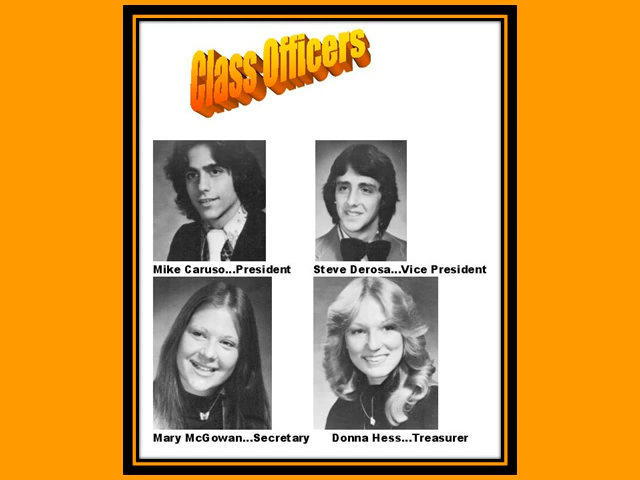 Class Officers
Mike Caruso...President
Steve Derosa...Vice President
Mary McGowan...Secretary
Donna Hess...Treasurer